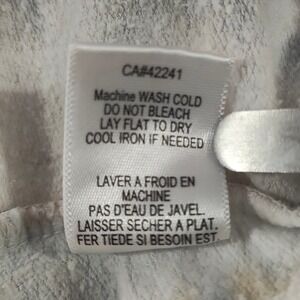 CA#42241
Machine WASH COLD
DO NOT BLEACH
LAY FLAT TO DRY
COOL IRON IF NEEDED
LAVER A FROID EN
MACHINE
PAS D'EAU DE JAVEL.
LAISSER SECHER A PLAT.
FER TIEDE SI BESOIN EST